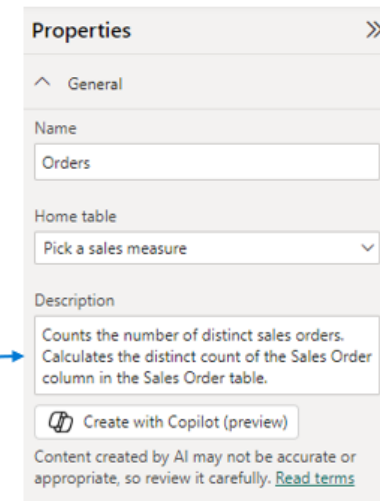 Properties
General
Name
Orders
Home table
Pick a sales measure
Description
Counts the number of distinct sales orders.
Calculates the distinct count of the Sales Order
column in the Sales Order table.
Create with Copilot (preview)
Content created by AI may not be accurate or
appropriate, so review it carefully. Read terms